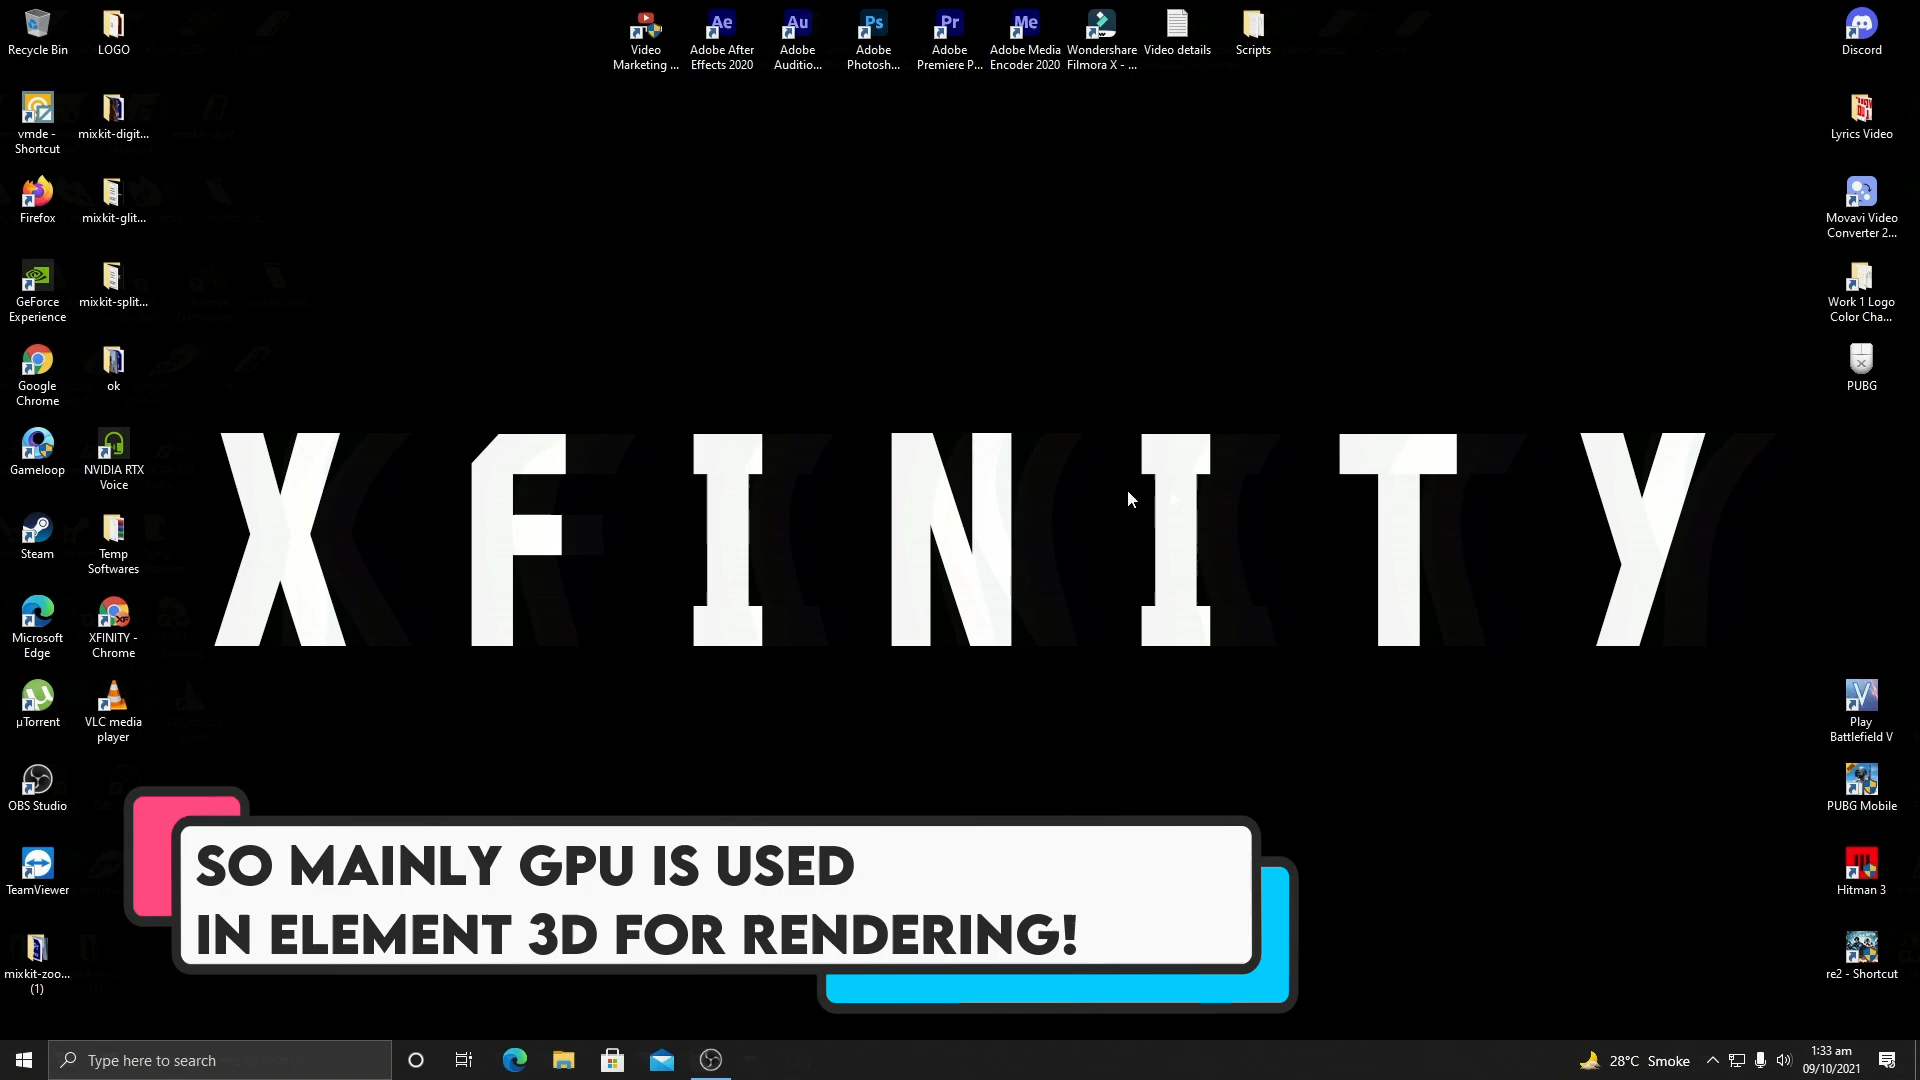 Recycle Bin
LOGO
Video
Marketing ...
Adobe After
Effects 2020
Adobe
Auditio...
Adobe
Photosh...
Adobe
Premiere P...
Adobe Media
Encoder 2020
Wondershare
Filmora X - ...
Video details
Scripts
Discord
vmde -
Shortcut
mixkit-digit...
Lyrics Video
Firefox
mixkit-glit...
Movavi Video
Converter 2...
GeForce
Experience
mixkit-split...
Work 1 Logo
Color Cha...
Google
Chrome
ok
PUBG
Gameloop
NVIDIA RTX
Voice
XFINITY
Steam
Temp
Softwares
Microsoft
Edge
XFINITY -
Chrome
µTorrent
VLC media
player
Play
Battlefield V
OBS Studio
PUBG Mobile
SO MAINLY GPU IS USED
IN ELEMENT 3D FOR RENDERING!
TeamViewer
Hitman 3
mixkit-zoo...
(1)
re2 - Shortcut
Type here to search
28°C Smoke
1:33 am
09/10/2021